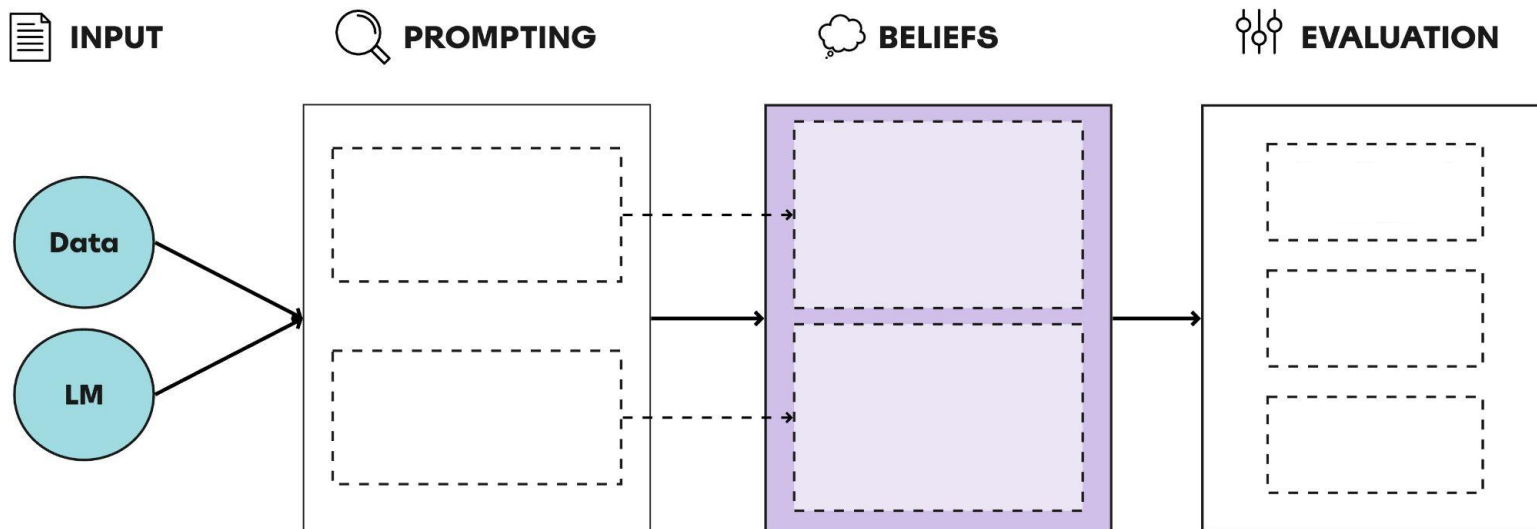 INPUT
PROMPTING
BELIEFS
EVALUATION
Data
LM